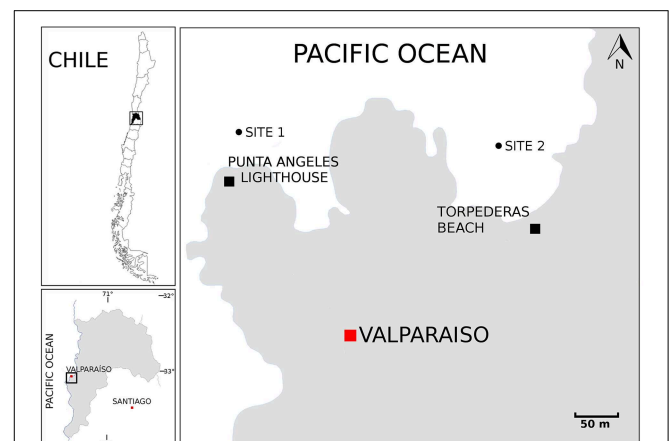 CHILE
PACIFIC OCEAN
N
SITE 1
SITE 2
PUNTA ANGELES
LIGHTHOUSE
TORPEDERAS
BEACH
VALPARAISO
50 m
71°
32°
33°
PACIFIC OCEAN
VALPARAÍSO
SANTIAGO